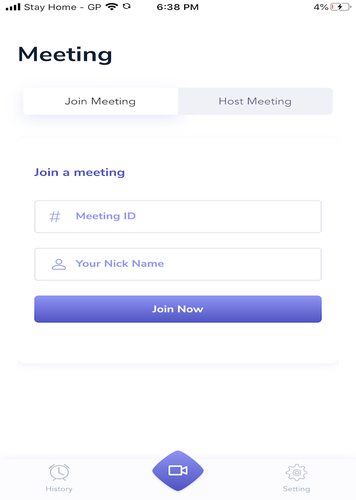 Stay Home - GP 6:38 PM 4%
Meeting
Join Meeting Host Meeting
Join a meeting
# Meeting ID
Your Nick Name
Join Now
History Setting